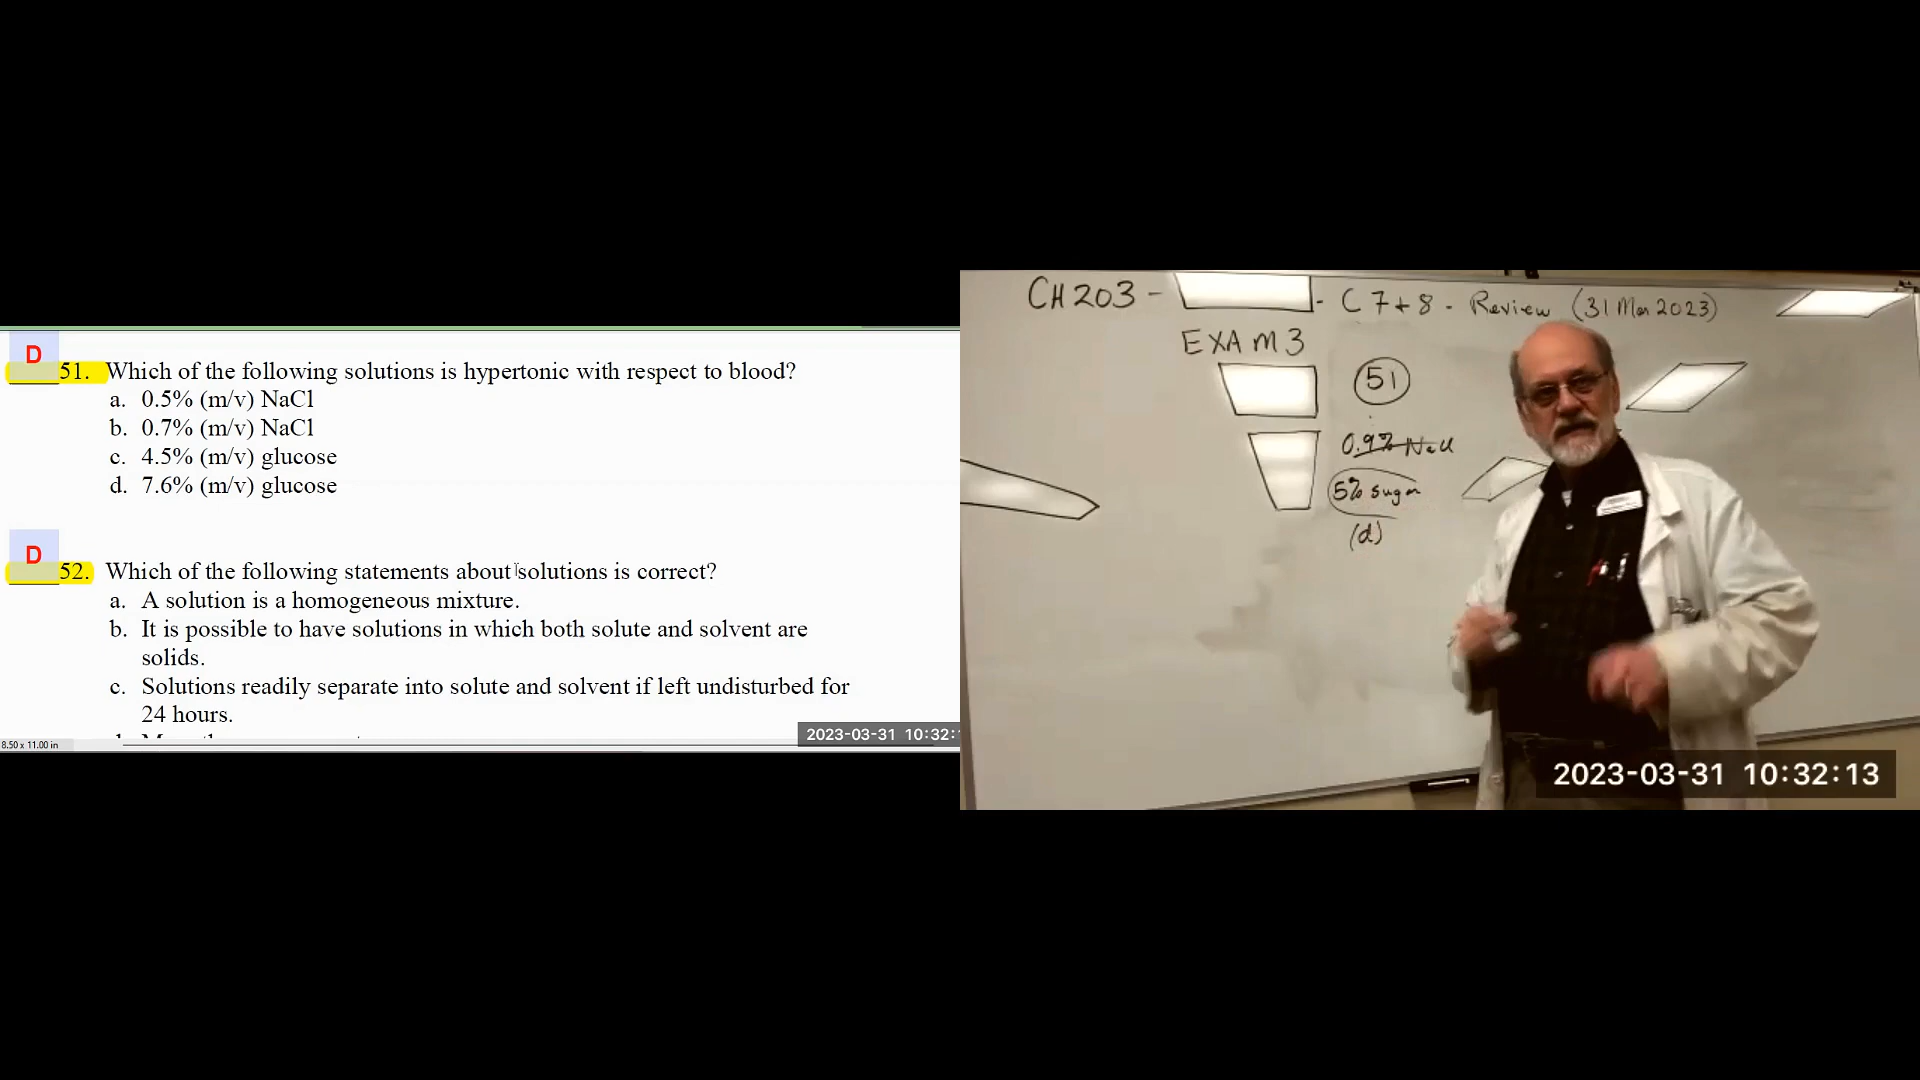 D
51. Which of the following solutions is hypertonic with respect to blood?
a. 0.5% (m/v) NaCl
b. 0.7% (m/v) NaCl
c. 4.5% (m/v) glucose
d. 7.6% (m/v) glucose
D
52. Which of the following statements about solutions is correct?
a. A solution is a homogeneous mixture.
b. It is possible to have solutions in which both solute and solvent are
solids.
c. Solutions readily separate into solute and solvent if left undisturbed for
24 hours.
8.50 x 11.00 in
2023-03-31 10:32:
CH203 - - C 7+8 - Review (31 Mar 2023)
EXAM 3
51
0.9% NaCl
5% sugar
(d)
2023-03-31 10:32:13